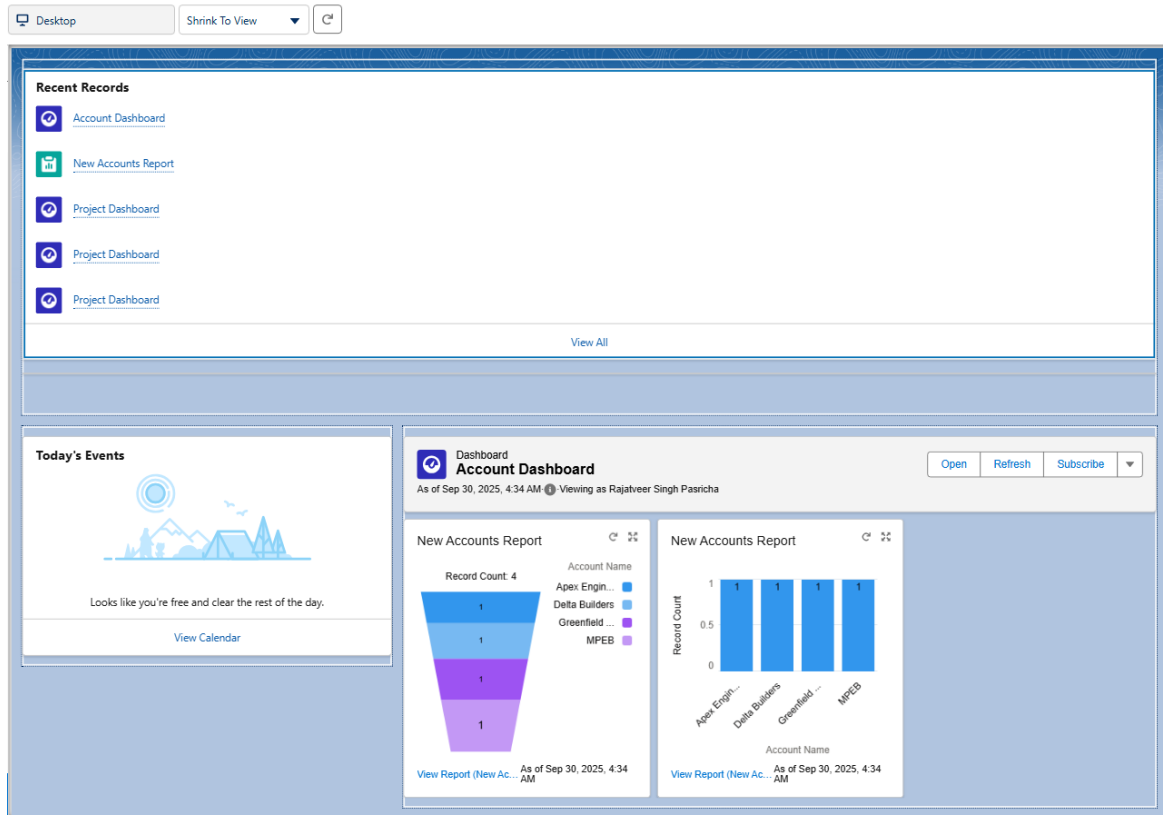 Desktop
Shrink To View
Recent Records
Account Dashboard
New Accounts Report
Project Dashboard
Project Dashboard
Project Dashboard
View All
Today's Events
Looks like you're free and clear the rest of the day.
View Calendar
Dashboard
Account Dashboard
As of Sep 30, 2025, 4:34 AM·Viewing as Rajatveer Singh Pasricha
Open
Refresh
Subscribe
New Accounts Report
Record Count: 4
Account Name
Apex Engin...
Delta Builders
Greenfield ...
MPEB
1
1
1
1
View Report (New Ac...
As of Sep 30, 2025, 4:34
AM
New Accounts Report
Record Count
1
0.5
0
1
1
1
1
Apex Engin...
Delta Builders
Greenfield ...
MPEB
Account Name
View Report (New Ac...
As of Sep 30, 2025, 4:34
AM